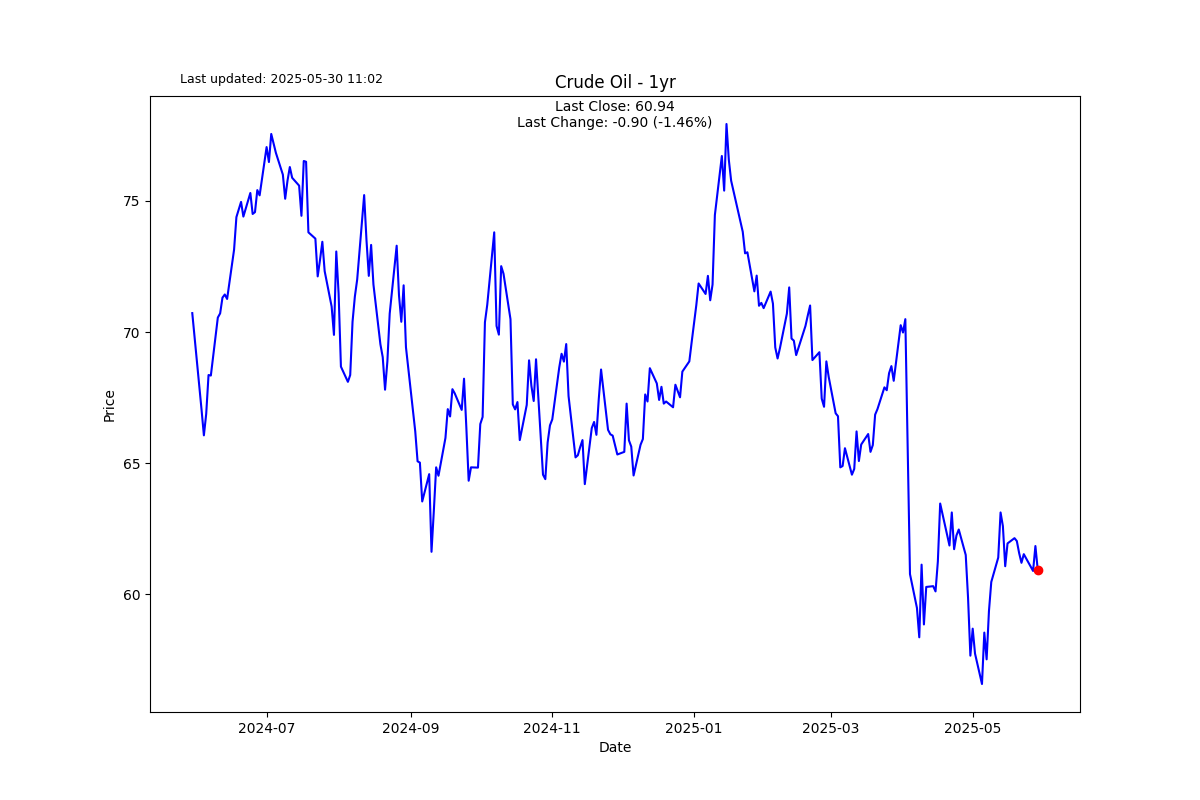 Last updated: 2025-05-30 11:02
Crude Oil - 1yr
Last Close: 60.94
Last Change: -0.90 (-1.46%)
Price
75
70
65
60
2024-07
2024-09
2024-11
2025-01
2025-03
2025-05
Date